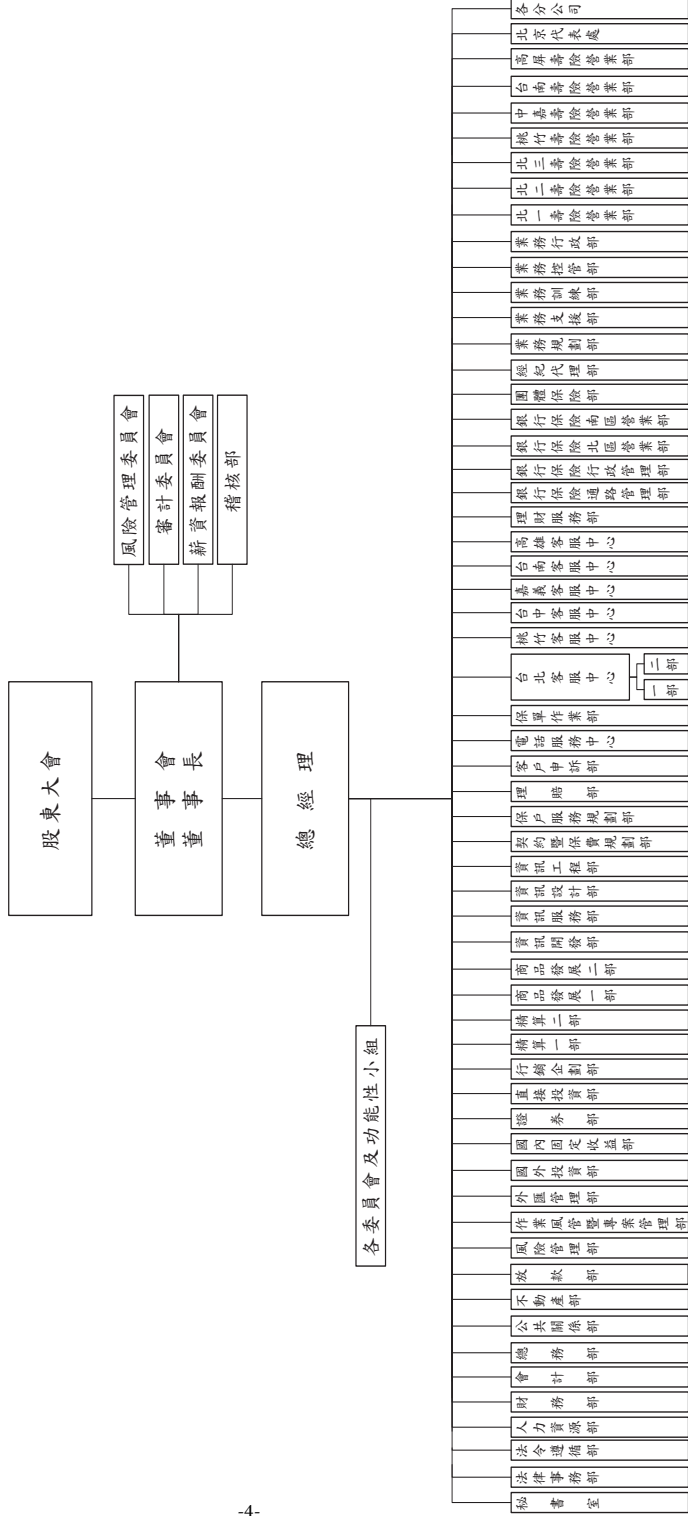 股東大會
董事會
董事長
總經理
風險管理委員會
審計委員會
薪資報酬委員會
稽核部
各委員會及功能性小組
秘書室
法律事務部
法令遵循部
人力資源部
財務部
會計部
總務部
公共關係部
不動產部
放款部
風險管理部
作業風管暨專案管理部
外匯管理部
國外投資部
國內固定收益部
證券部
直接投資部
行銷企劃部
精算一部
精算二部
商品發展一部
商品發展二部
資訊開發部
資訊服務部
資訊設計部
資訊工程部
契約暨保費規劃部
保戶服務規劃部
理賠部
客戶申訴部
電話服務中心
保單作業部
台北客服中心
一部
二部
桃竹客服中心
台中客服中心
嘉義客服中心
台南客服中心
高雄客服中心
理財服務部
銀行保險通路管理部
銀行保險行政管理部
銀行保險北區營業部
銀行保險南區營業部
團體保險部
經紀代理部
業務規劃部
業務支援部
業務訓練部
業務控管部
業務行政部
北一壽險營業部
北二壽險營業部
北三壽險營業部
桃竹壽險營業部
中嘉壽險營業部
台南壽險營業部
高屏壽險營業部
北京代表處
各分公司
-4-